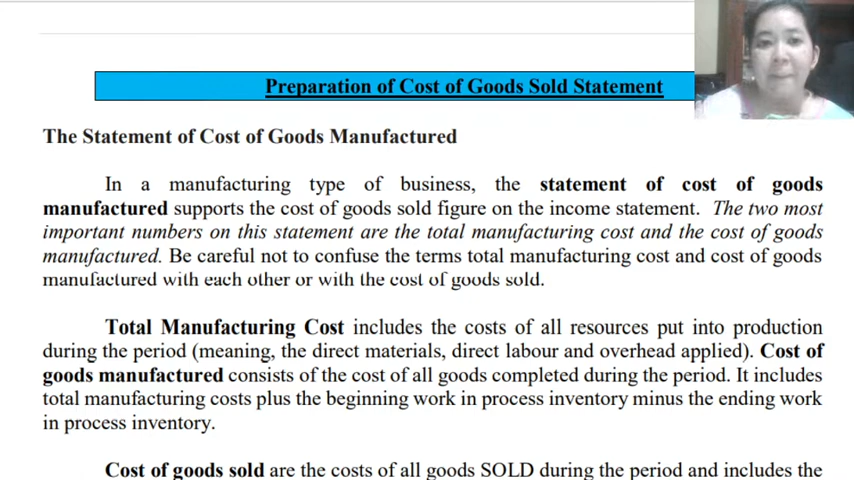 Preparation of Cost of Goods Sold Statement
The Statement of Cost of Goods Manufactured
In a manufacturing type of business, the statement of cost of goods
manufactured supports the cost of goods sold figure on the income statement. The two most
important numbers on this statement are the total manufacturing cost and the cost of goods
manufactured. Be careful not to confuse the terms total manufacturing cost and cost of goods
manufactured with each other or with the cost of goods sold.
Total Manufacturing Cost includes the costs of all resources put into production
during the period (meaning, the direct materials, direct labour and overhead applied). Cost of
goods manufactured consists of the cost of all goods completed during the period. It includes
total manufacturing costs plus the beginning work in process inventory minus the ending work
in process inventory.
Cost of goods sold are the costs of all goods SOLD during the period and includes the